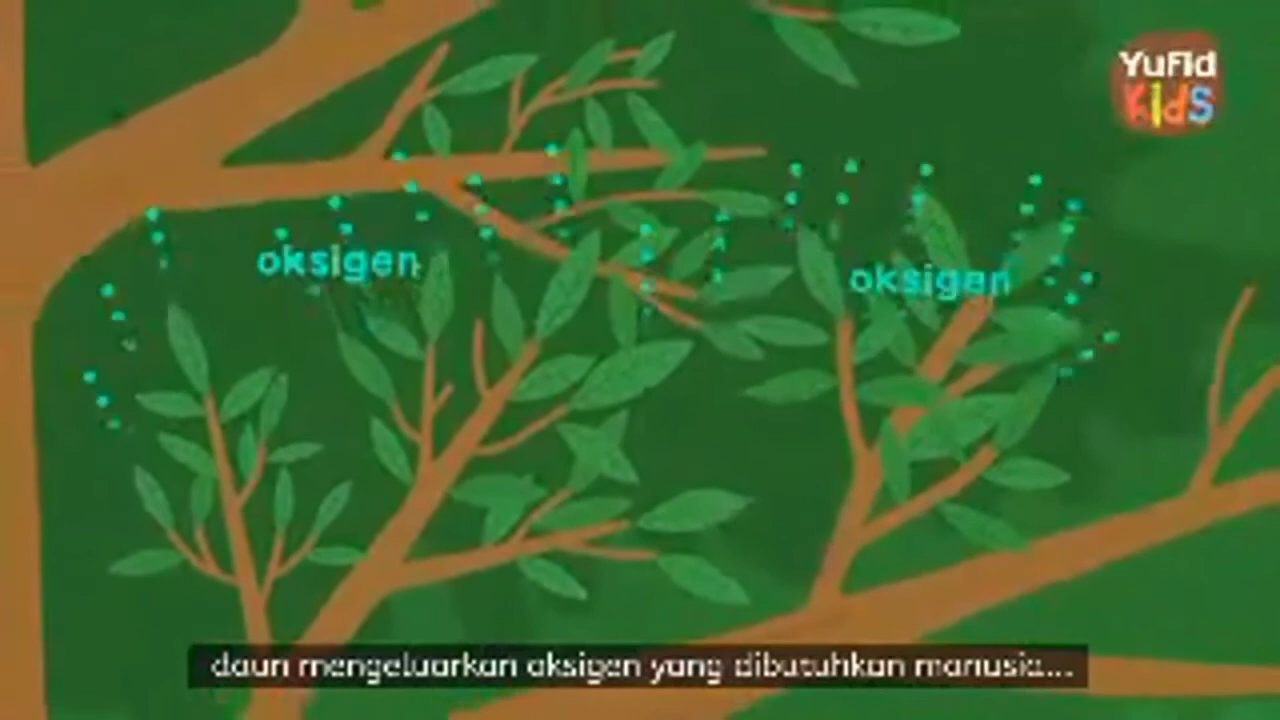 YuFid
KiDS
oksigen
oksigen
daun mengeluarkan oksigen yang dibutuhkan manusia...